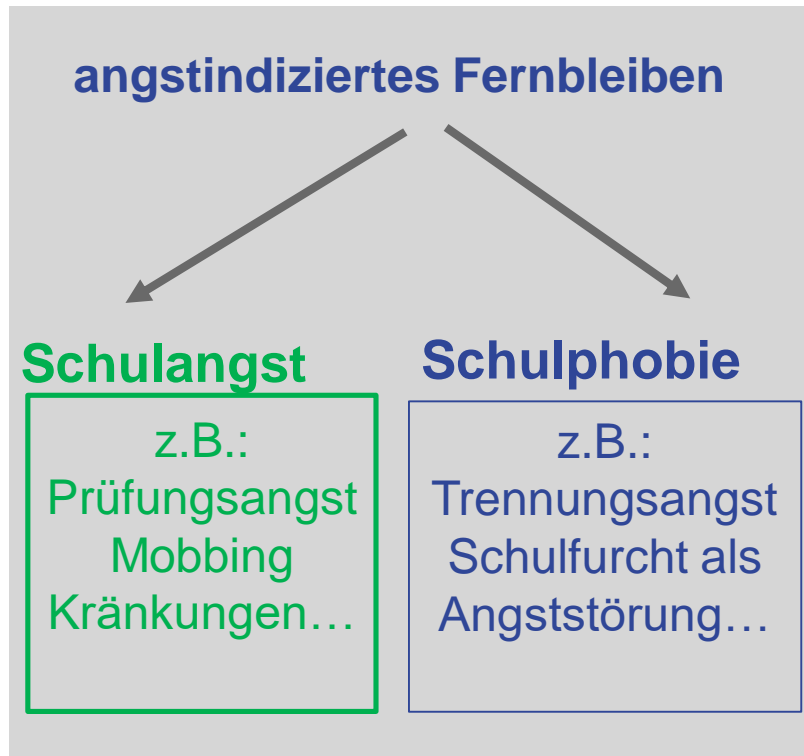 angstindiziertes Fernbleiben
Schulangst
z.B.:
Prüfungsangst
Mobbing
Kränkungen…
Schulphobie
z.B.:
Trennungsangst
Schulfurcht als
Angststörung…